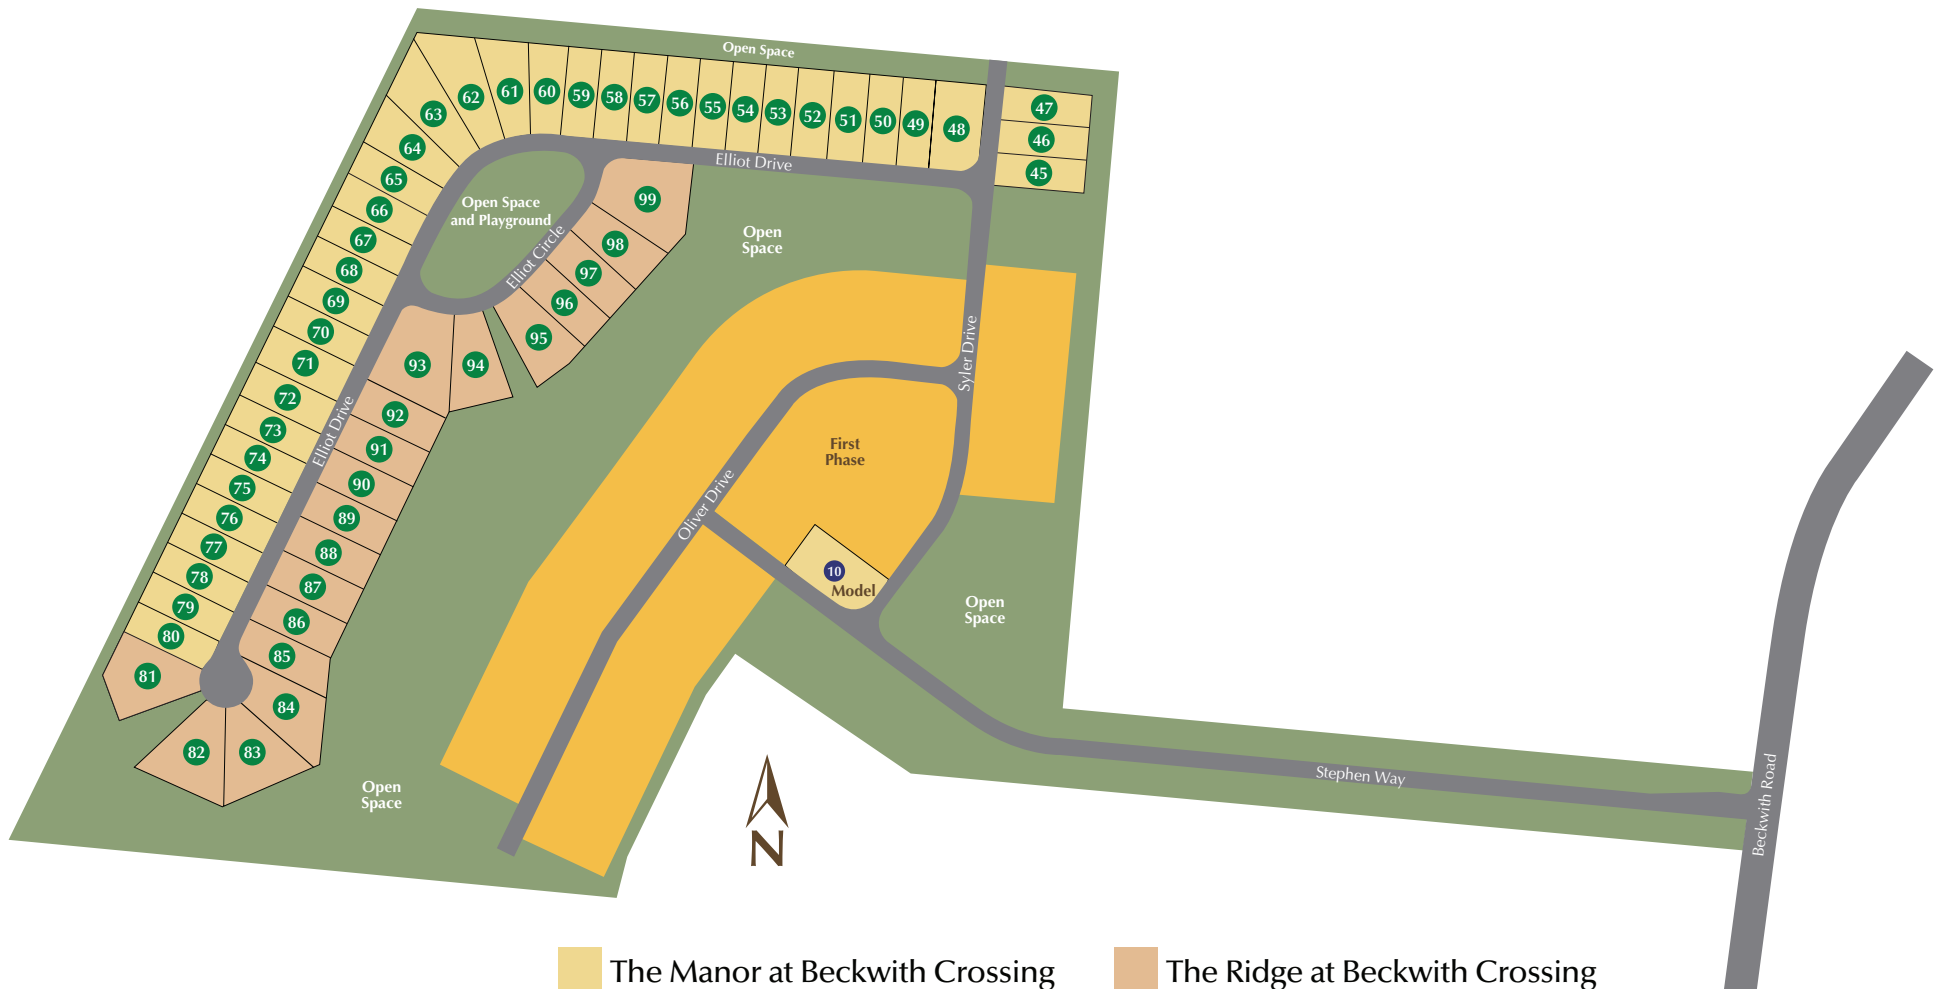 Open Space
47
46
45
62
61
60
59
58
57
56
55
54
53
52
51
50
49
48
63
64
65
66
67
68
69
70
71
72
73
74
75
76
77
78
79
80
81
82
83
84
85
86
87
88
89
90
91
92
93
94
95
96
97
98
99
Elliot Drive
Open Space
and Playground
Elliot Circle
Open
Space
Elliot Drive
Syler Drive
First
Phase
Oliver Drive
10
Model
Open
Space
Open
Space
Stephen Way
Beckwith Road
N
The Manor at Beckwith Crossing
The Ridge at Beckwith Crossing